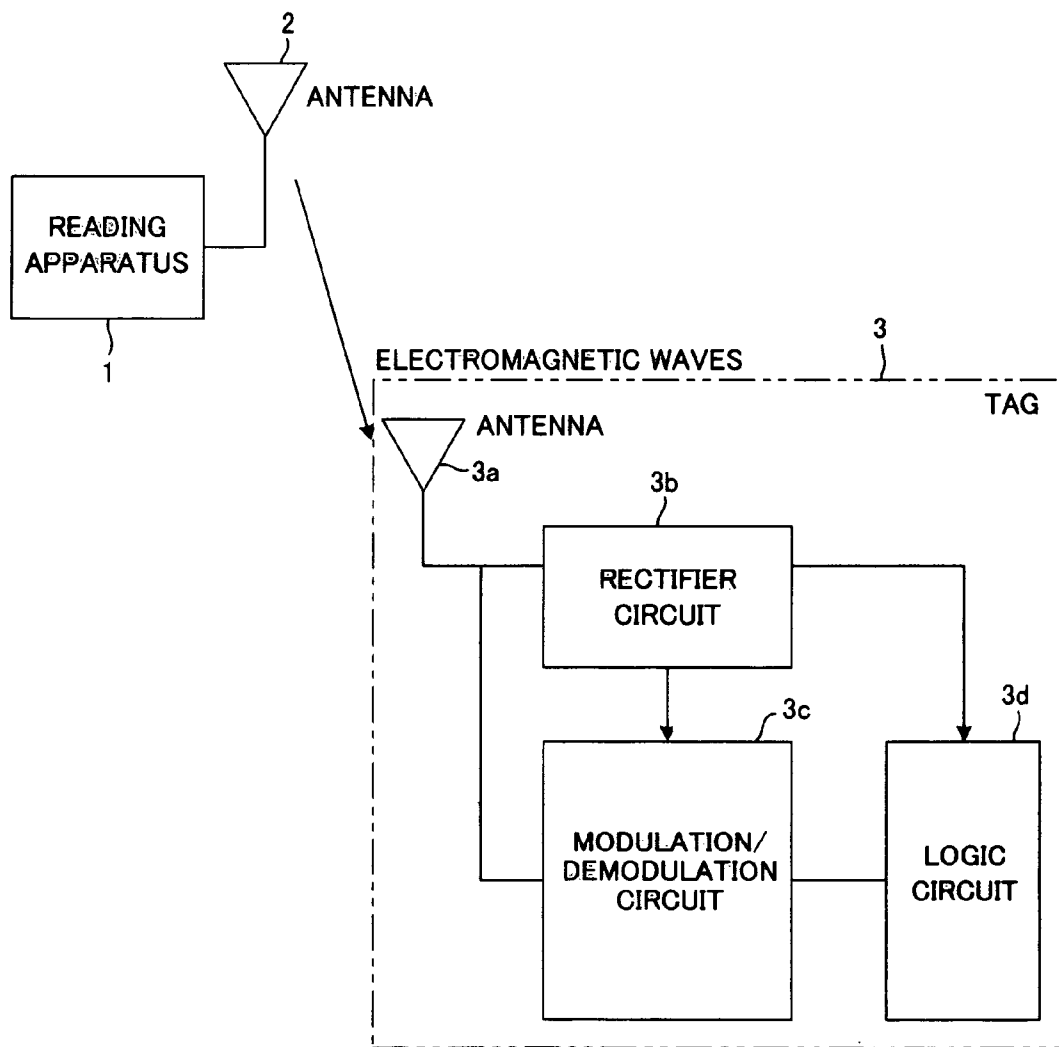 2
ANTENNA
READING
APPARATUS
1
3
ELECTROMAGNETIC WAVES
TAG
ANTENNA
3a
3b
RECTIFIER
CIRCUIT
3c
3d
MODULATION/
DEMODULATION
CIRCUIT
LOGIC
CIRCUIT